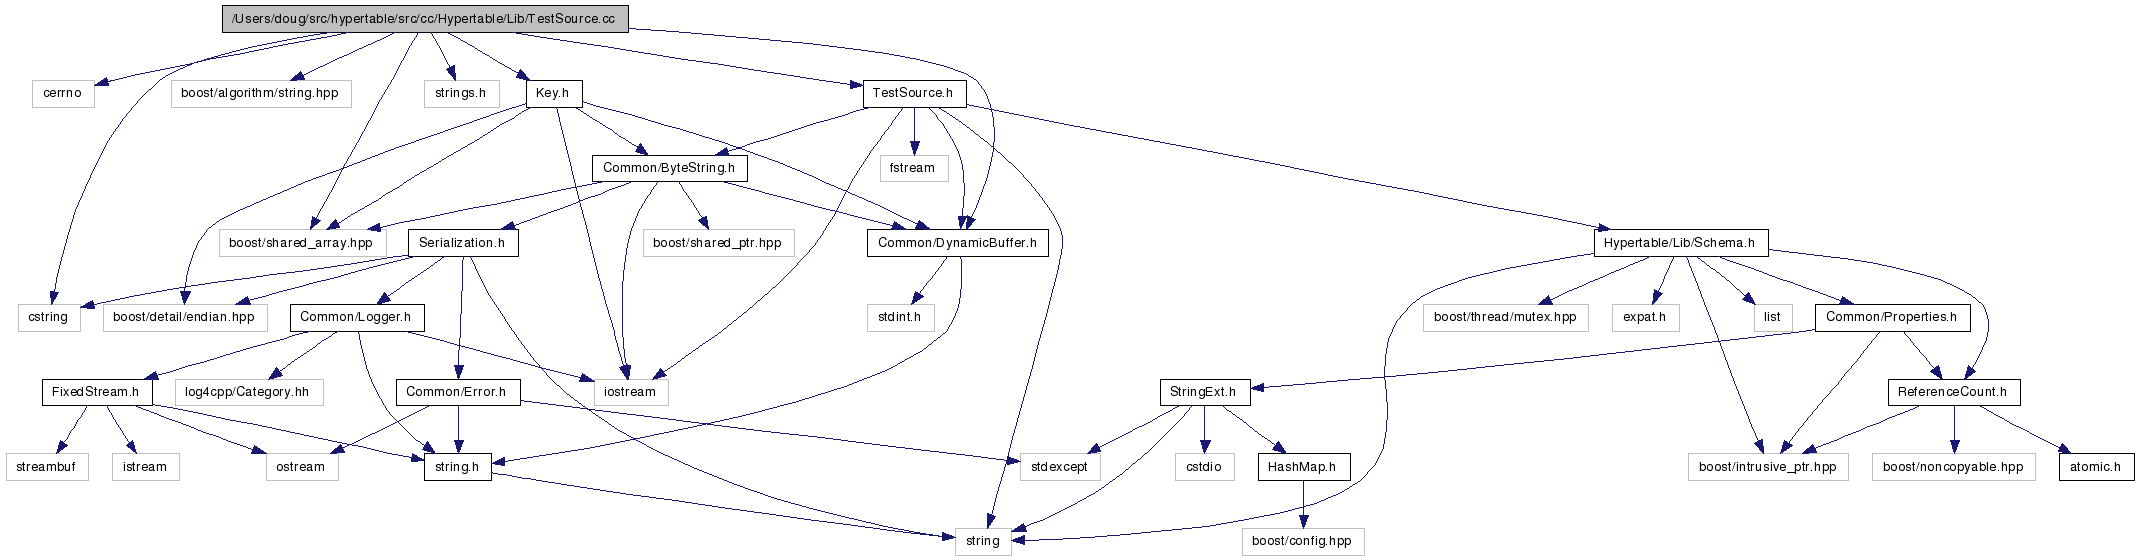 /Users/doug/src/hypertable/src/cc/Hypertable/Lib/TestSource.cc
cerrno
boost/algorithm/string.hpp
strings.h
Key.h
TestSource.h
Common/ByteString.h
fstream
boost/shared_array.hpp
Serialization.h
boost/shared_ptr.hpp
Common/DynamicBuffer.h
Hypertable/Lib/Schema.h
cstring
boost/detail/endian.hpp
Common/Logger.h
stdint.h
boost/thread/mutex.hpp
expat.h
list
Common/Properties.h
FixedStream.h
log4cpp/Category.hh
Common/Error.h
iostream
StringExt.h
ReferenceCount.h
streambuf
istream
ostream
string.h
stdexcept
cstdio
HashMap.h
boost/intrusive_ptr.hpp
boost/noncopyable.hpp
atomic.h
string
boost/config.hpp